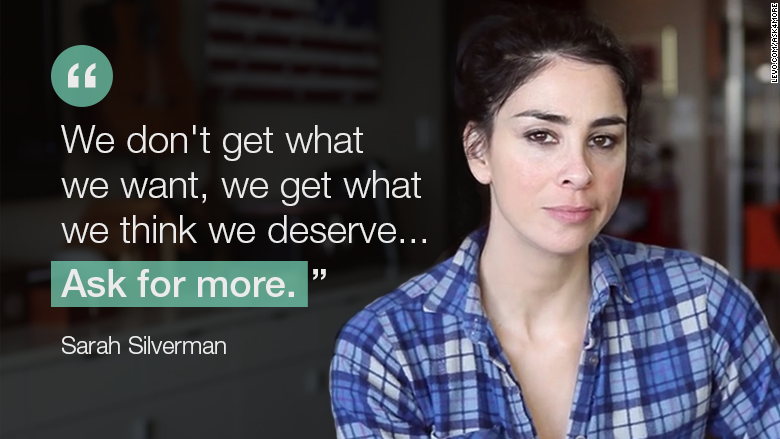 “
We don't get what
we want, we get what
we think we deserve...
Ask for more.”
Sarah Silverman
LEVO.COM/ASK4MORE